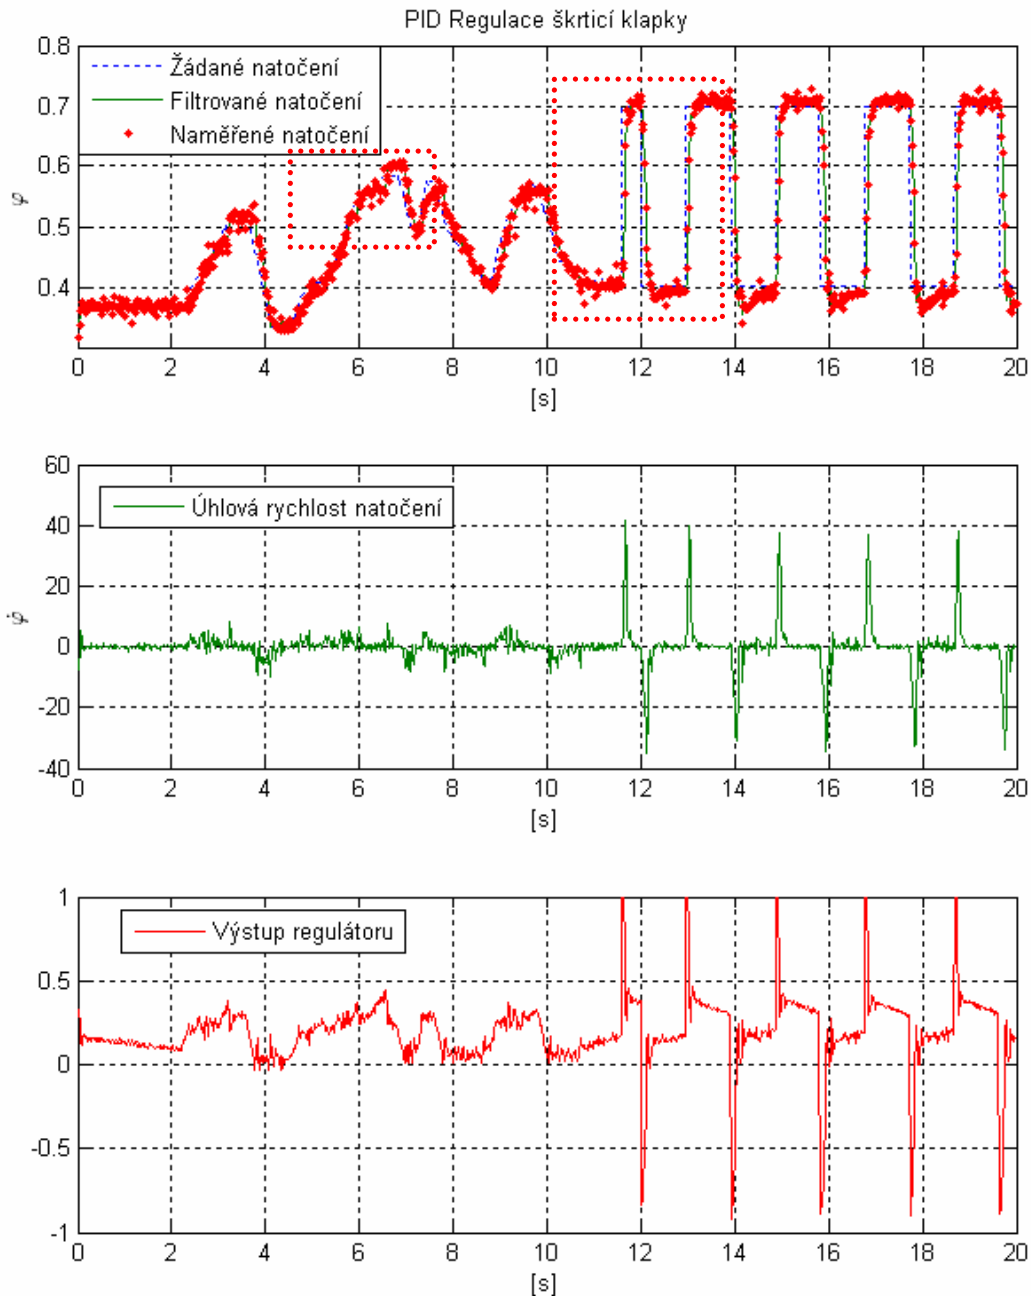 PID Regulace škrticí klapky
0.8
0.7
0.6
0.5
0.4
φ
Žádané natočení
Filtrované natočení
Naměřené natočení
0 2 4 6 8 10 12 14 16 18 20
[s]
60
40
20
0
-20
-40
φ̇
Úhlová rychlost natočení
0 2 4 6 8 10 12 14 16 18 20
[s]
1
0.5
0
-0.5
-1
Výstup regulátoru
0 2 4 6 8 10 12 14 16 18 20
[s]